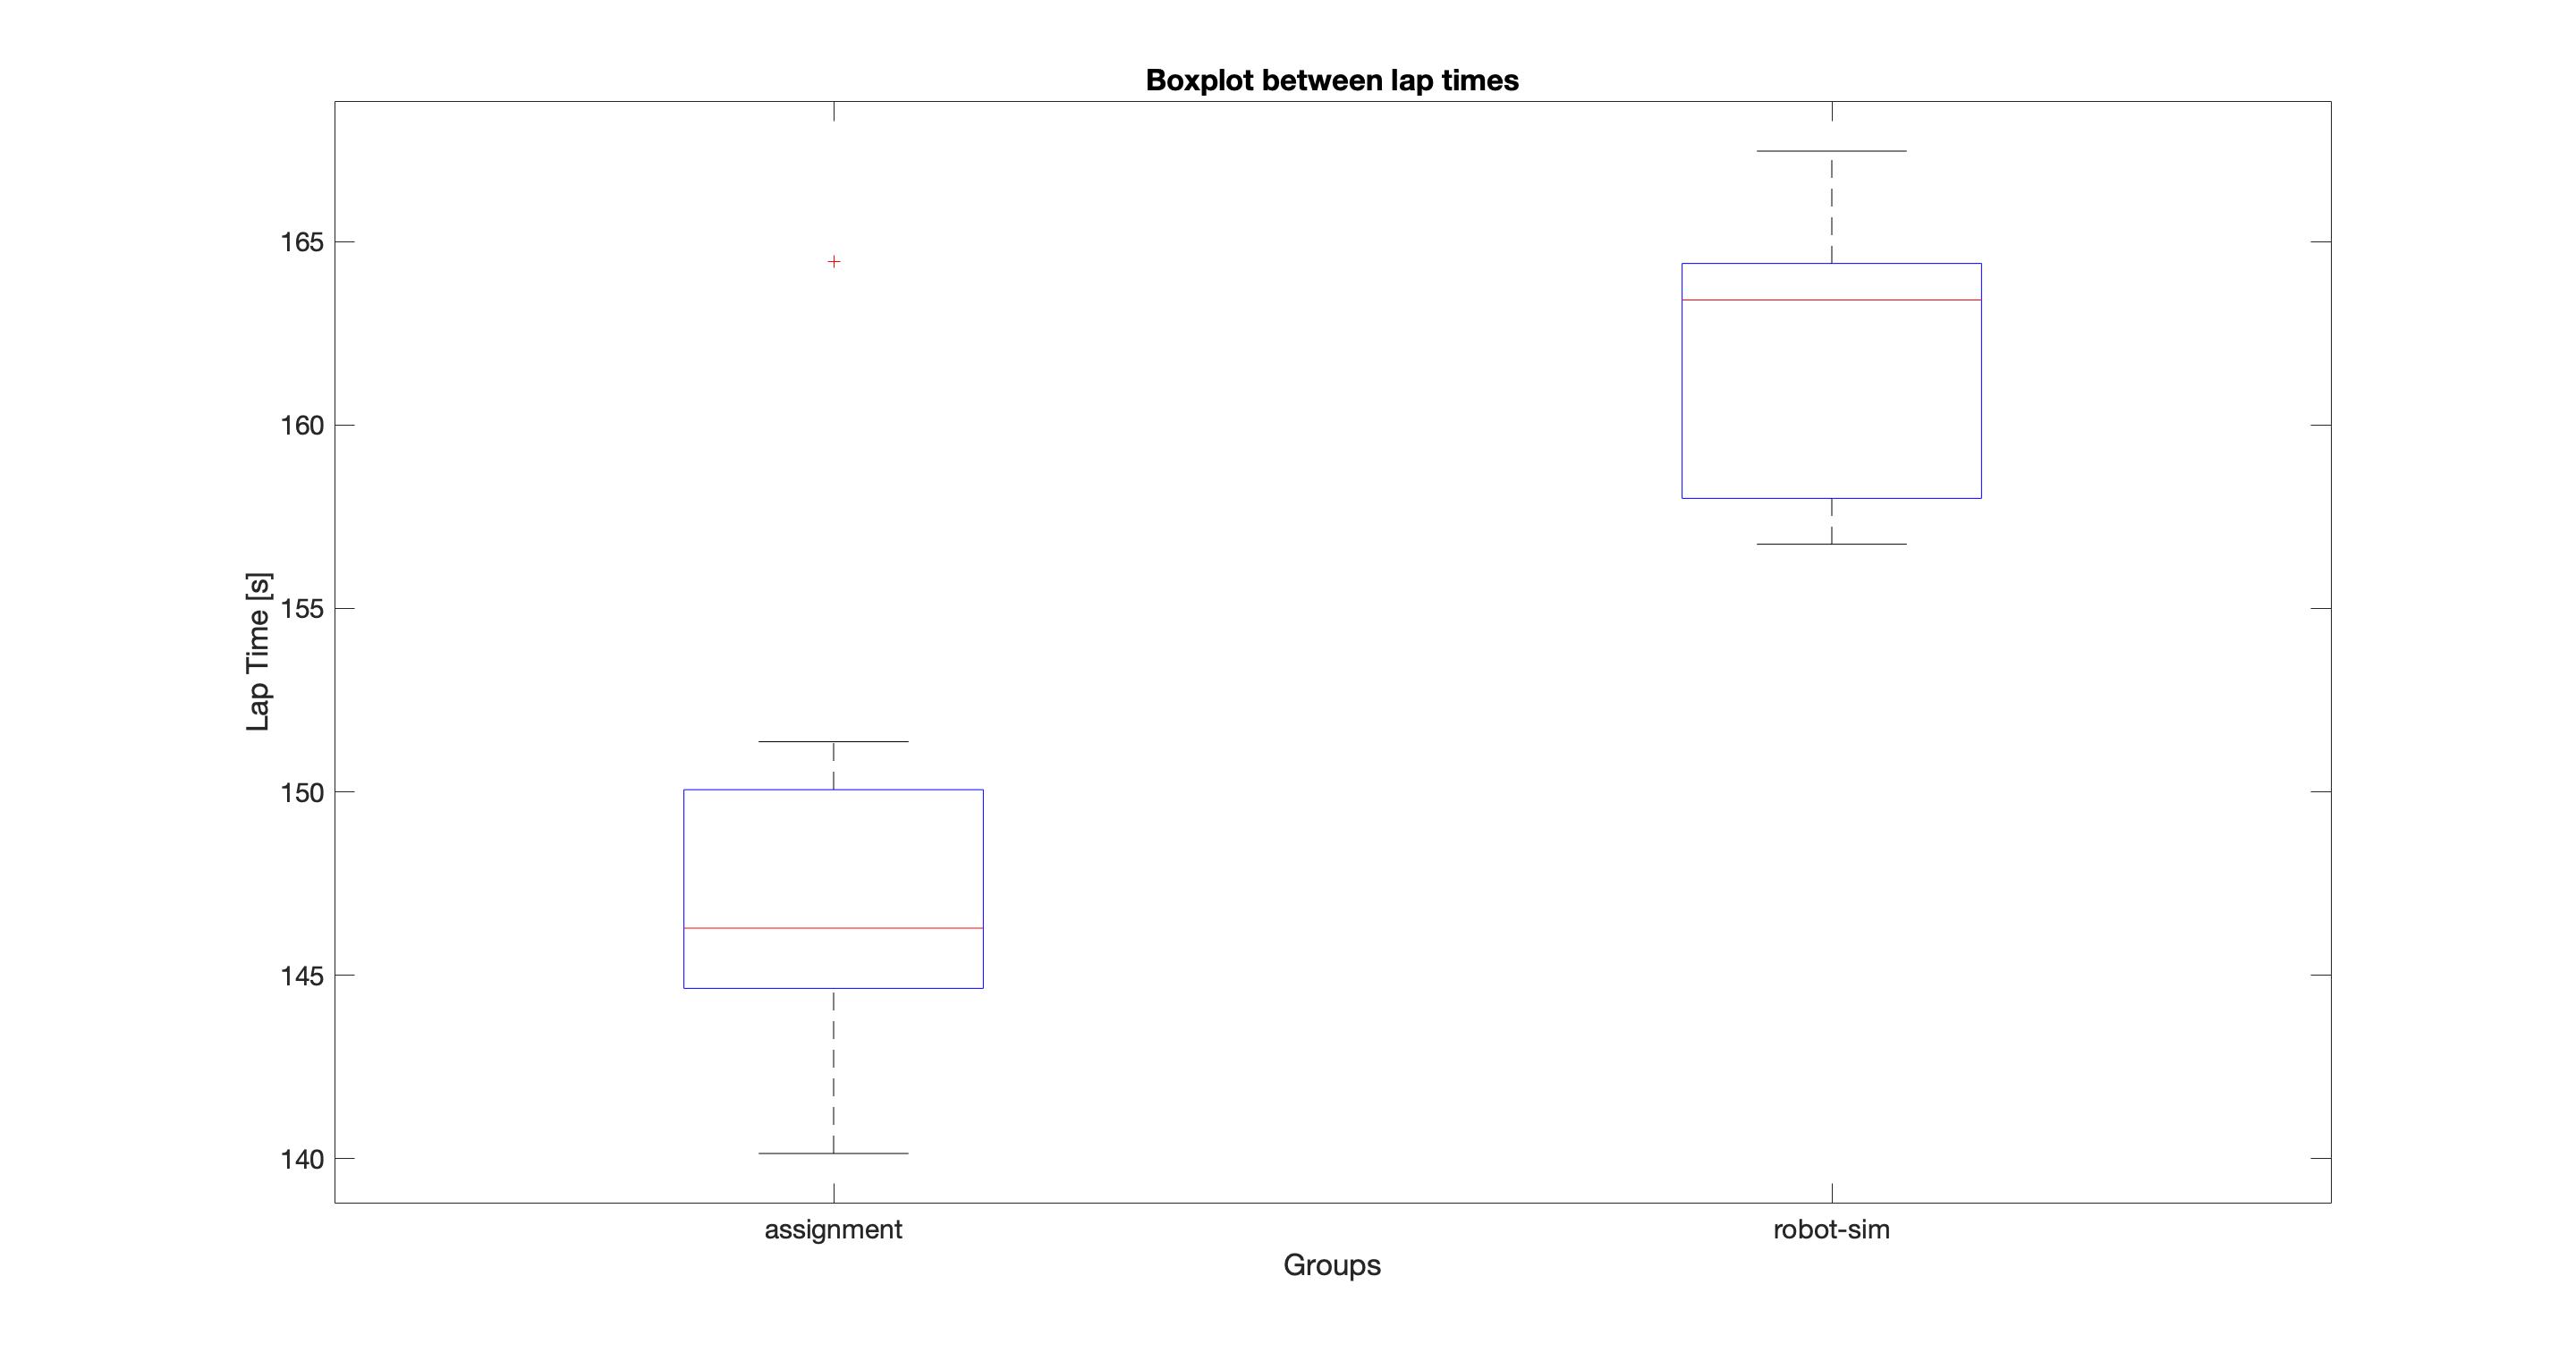 Boxplot between lap times
165
160
155
150
145
140
Lap Time [s]
assignment
robot-sim
Groups